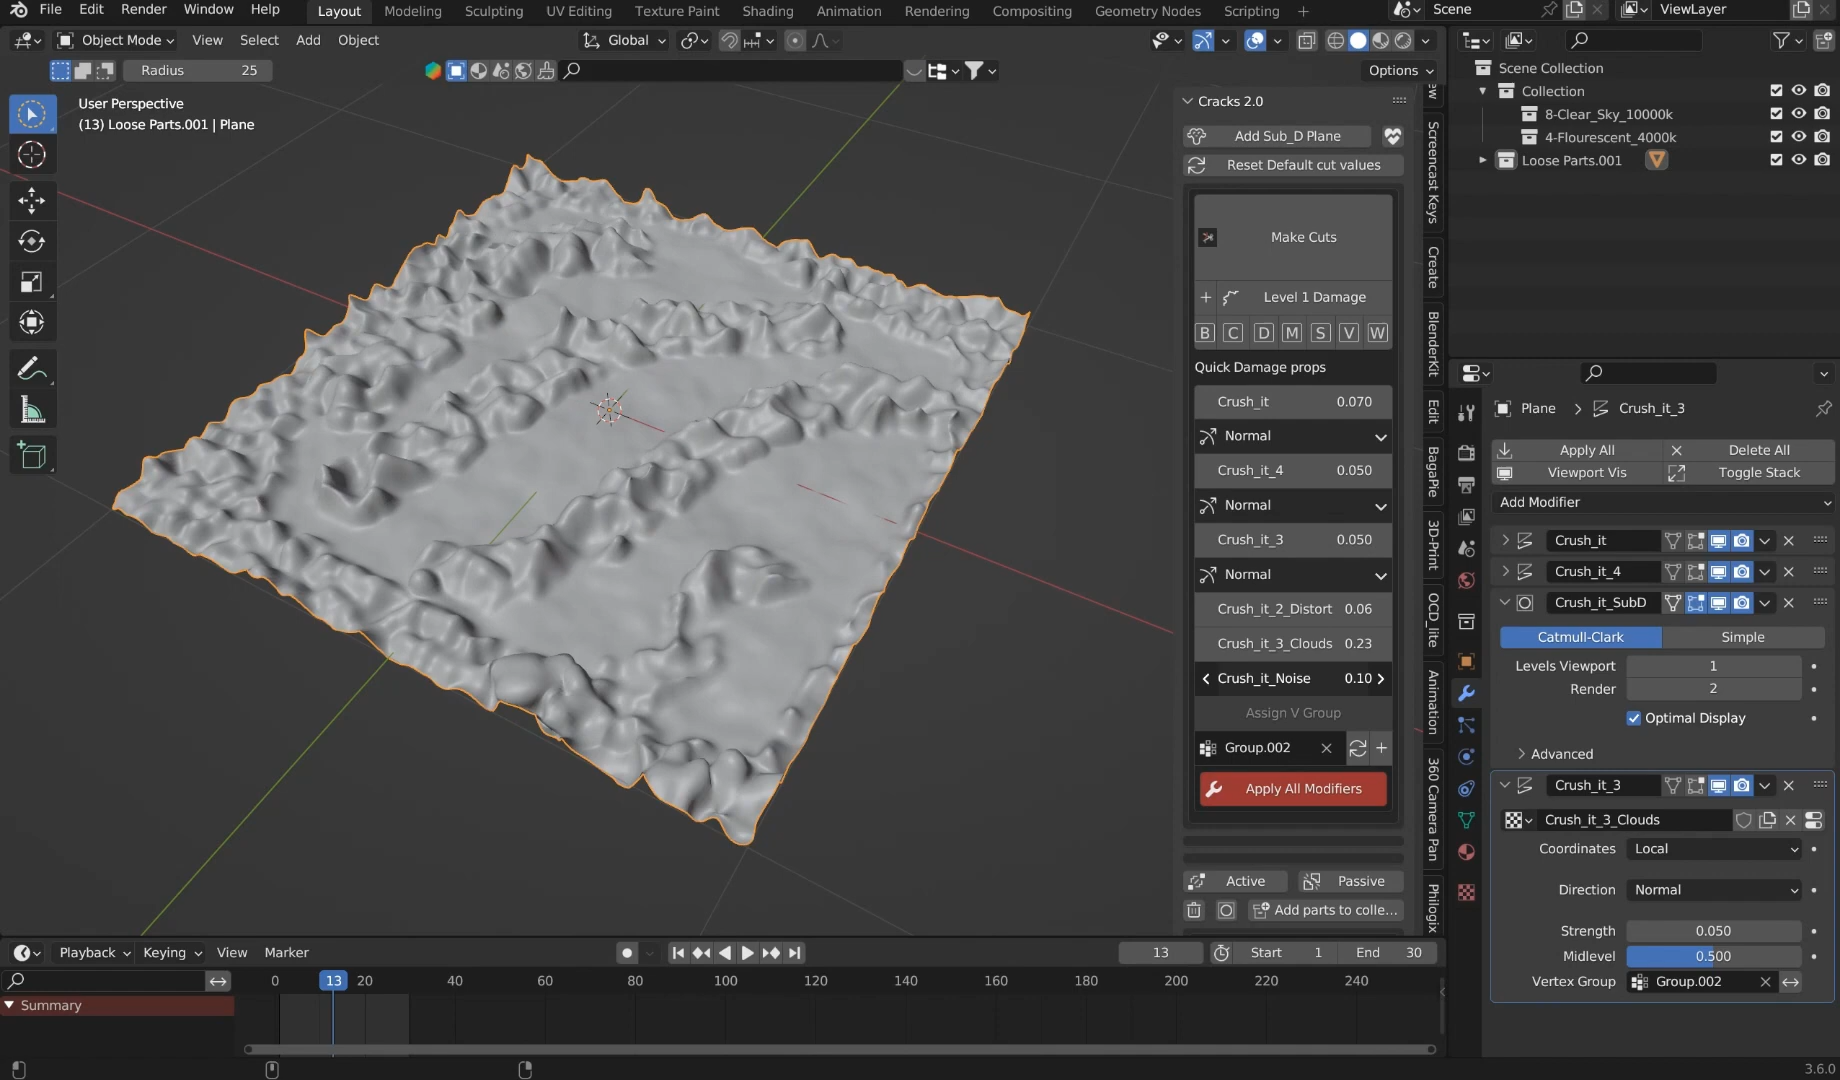 File Edit Render Window Help Layout Modeling Sculpting UV Editing Texture Paint Shading Animation Rendering Compositing Geometry Nodes Scripting + Scene ViewLayer
Object Mode View Select Add Object Global
Radius 25 Options
User Perspective
(13) Loose Parts.001 | Plane
Cracks 2.0
Add Sub_D Plane
Reset Default cut values
Make Cuts
+ Level 1 Damage
B C D M S V W
Quick Damage props
Crush_it 0.070
Normal
Crush_it_4 0.050
Normal
Crush_it_3 0.050
Normal
Crush_it_2_Distort 0.06
Crush_it_3_Clouds 0.23
Crush_it_Noise 0.10
Assign V Group
Group.002
Apply All Modifiers
Active Passive
Add parts to colle...
Screencast Keys
Create
BlenderKit
Edit
BagaPie
3D-Print
OCD_lite
Animation
360 Camera Pan
Philogix
Scene Collection
Collection
8-Clear_Sky_10000k
4-Flourescent_4000k
Loose Parts.001
Plane > Crush_it_3
Apply All Delete All
Viewport Vis Toggle Stack
Add Modifier
Crush_it
Crush_it_4
Crush_it_SubD
Catmull-Clark Simple
Levels Viewport 1
Render 2
Optimal Display
Advanced
Crush_it_3
Crush_it_3_Clouds
Coordinates Local
Direction Normal
Strength 0.050
Midlevel 0.500
Vertex Group Group.002
Playback Keying View Marker 13 Start 1 End 30
0 13 20 40 60 80 100 120 140 160 180 200 220 240
Summary
3.6.0